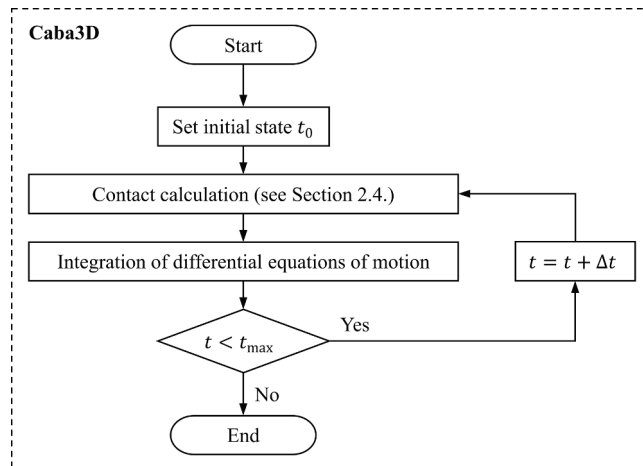 Caba3D
Start
Set initial state t₀
Contact calculation (see Section 2.4.)
Integration of differential equations of motion
t = t + Δt
t < tₘₐₓ
Yes
No
End